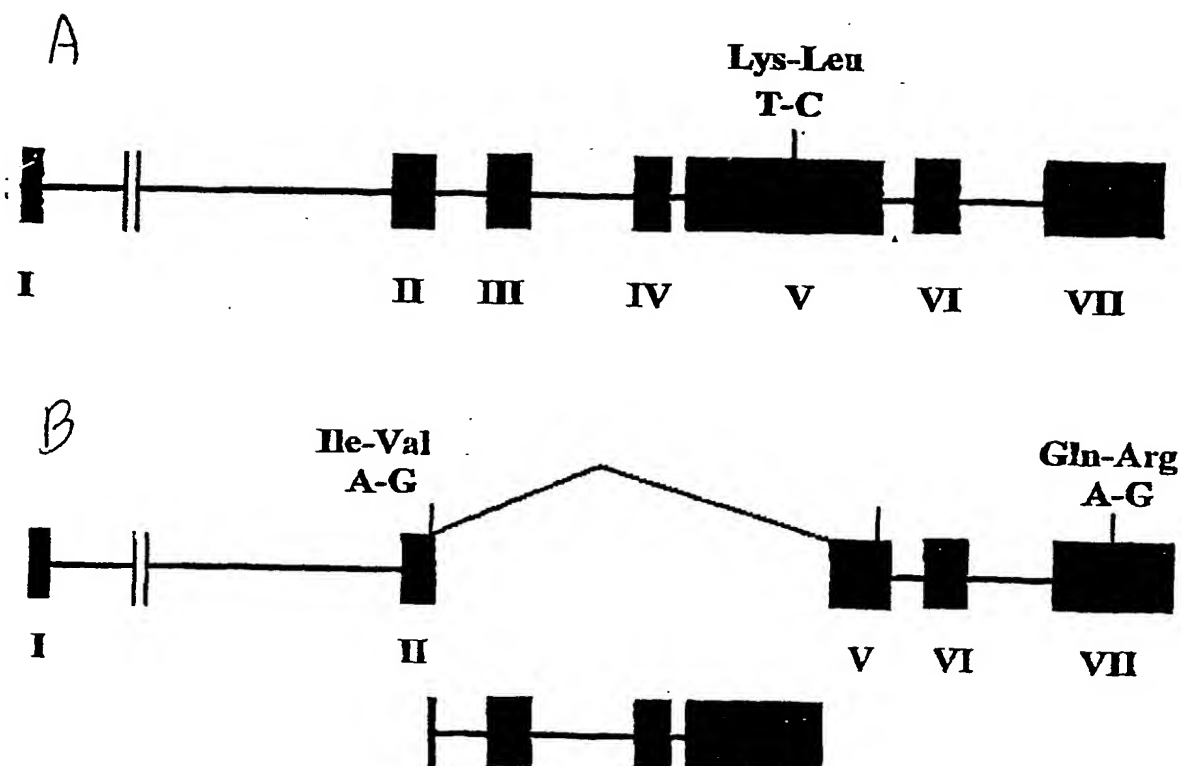 A
Lys-Leu
T-C
I II III IV V VI VII
B
Ile-Val
A-G
Gln-Arg
A-G
I II V VI VII